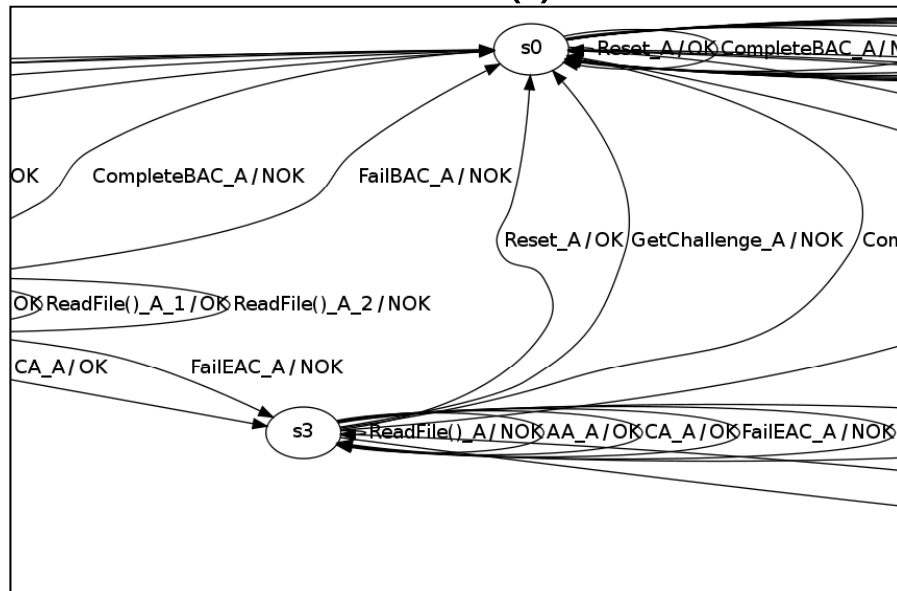 s0
Reset_A / OK
CompleteBAC_A / N
OK
CompleteBAC_A / NOK
FailBAC_A / NOK
Reset_A / OK
GetChallenge_A / NOK
Com
OK
ReadFile()_A_1 / OK
ReadFile()_A_2 / NOK
CA_A / OK
FailEAC_A / NOK
s3
ReadFile()_A / NOK
AA_A / OK
CA_A / OK
FailEAC_A / NOK